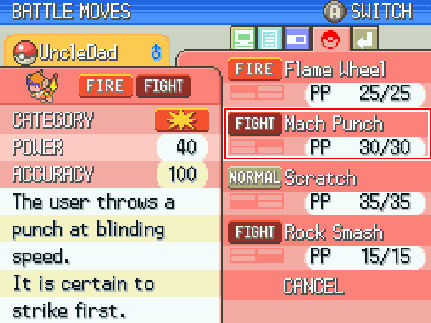 BATTLE MOVES
A SWITCH
UncleDad ♂
FIRE FIGHT
CATEGORY
POWER 40
ACCURACY 100
The user throws a
punch at blinding
speed.
It is certain to
strike first.
FIRE Flame Wheel
PP 25/25
FIGHT Mach Punch
PP 30/30
NORMAL Scratch
PP 35/35
FIGHT Rock Smash
PP 15/15
CANCEL